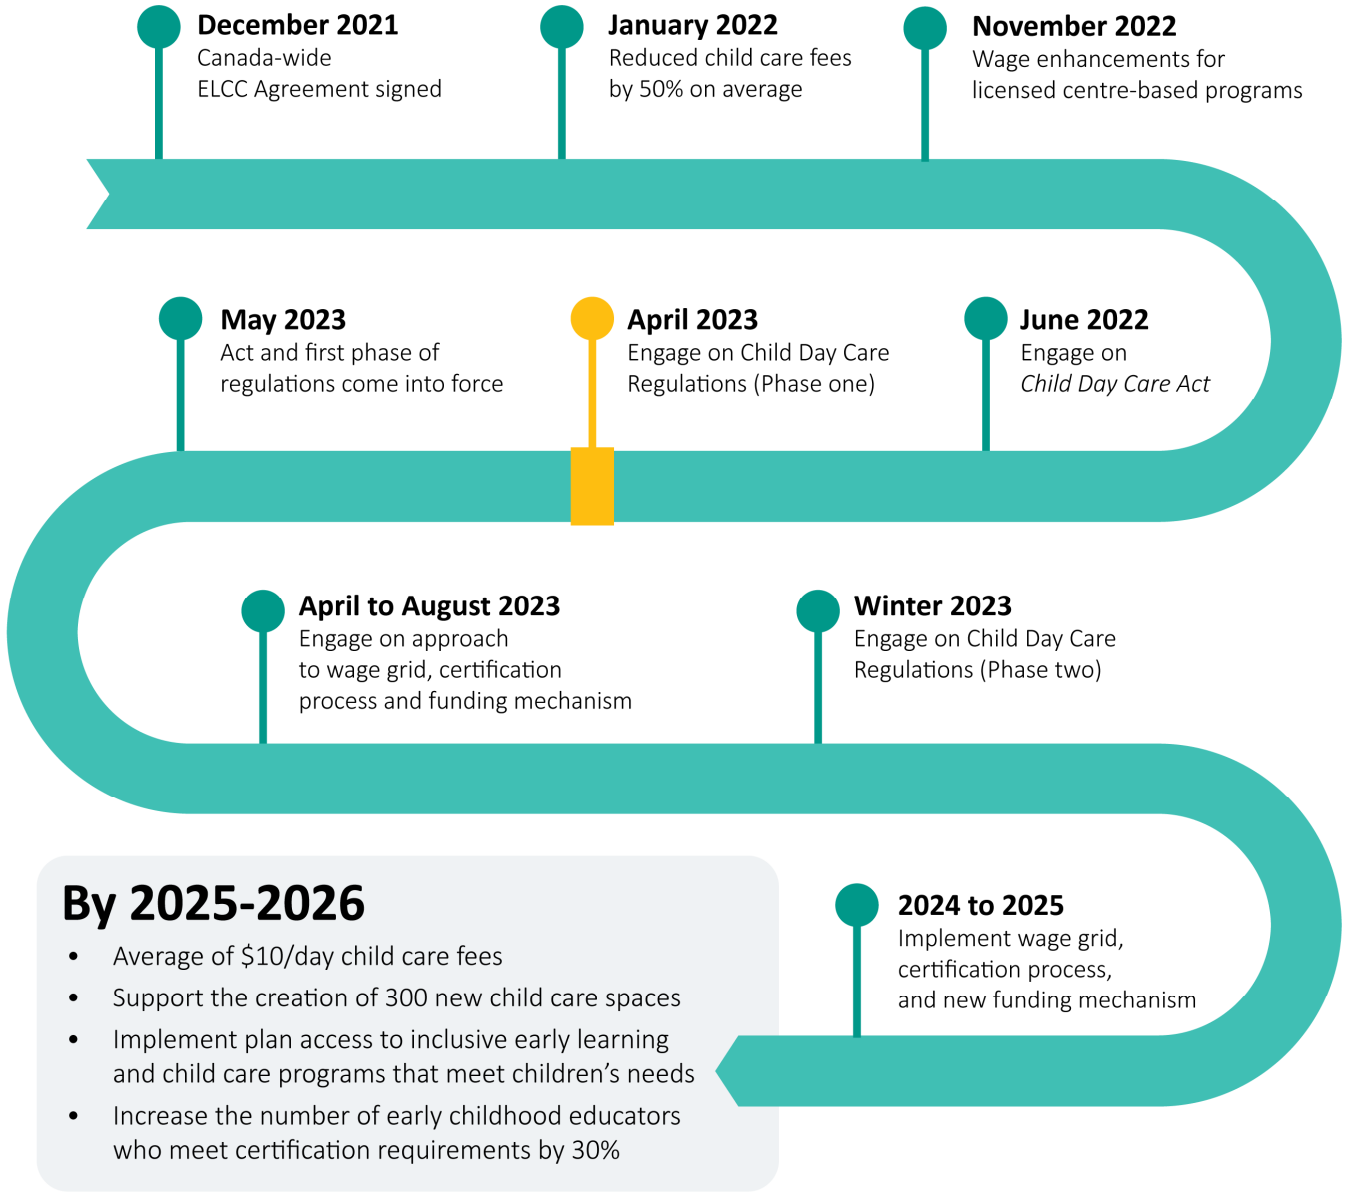 December 2021
Canada-wide
ELCC Agreement signed
January 2022
Reduced child care fees
by 50% on average
November 2022
Wage enhancements for
licensed centre-based programs
May 2023
Act and first phase of
regulations come into force
April 2023
Engage on Child Day Care
Regulations (Phase one)
June 2022
Engage on
Child Day Care Act
April to August 2023
Engage on approach
to wage grid, certification
process and funding mechanism
Winter 2023
Engage on Child Day Care
Regulations (Phase two)
2024 to 2025
Implement wage grid,
certification process,
and new funding mechanism
By 2025-2026
• Average of $10/day child care fees
• Support the creation of 300 new child care spaces
• Implement plan access to inclusive early learning
and child care programs that meet children’s needs
• Increase the number of early childhood educators
who meet certification requirements by 30%